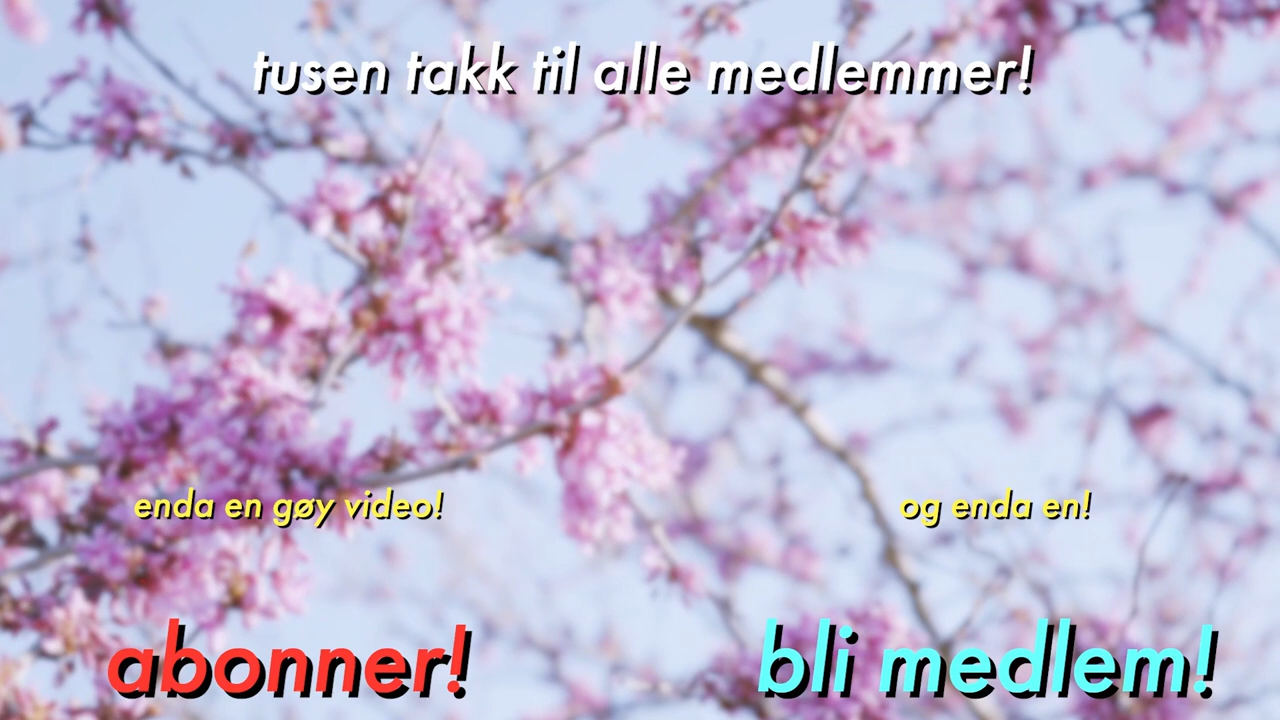 tusen takk til alle medlemmer!
enda en gøy video!
og enda en!
abonner!
bli medlem!